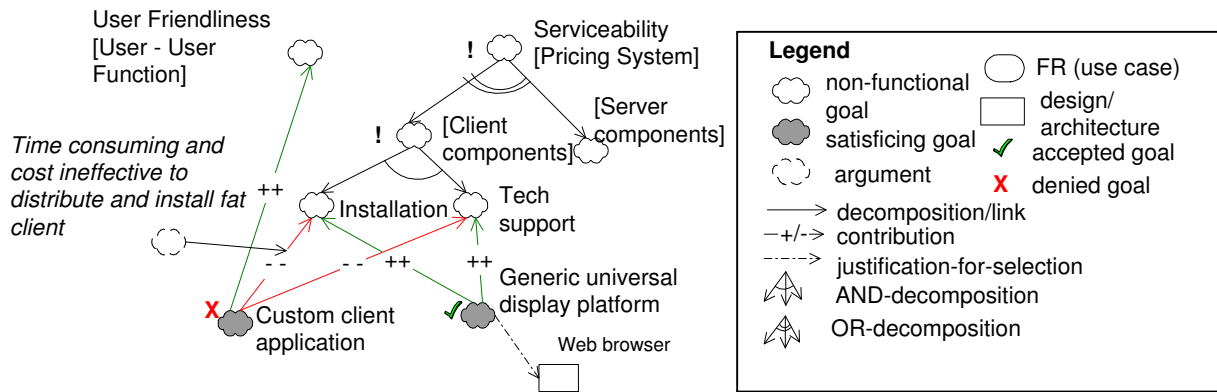 User Friendliness
[User - User
Function]
!
Serviceability
[Pricing System]
!
[Client
components]
[Server
components]
Time consuming and
cost ineffective to
distribute and install fat
client
++
Installation
Tech
support
- -
- -
++
++
X
Custom client
application
Generic universal
display platform
Web browser
Legend
non-functional
goal
satisficing goal
argument
FR (use case)
design/
architecture
accepted goal
X
denied goal
decomposition/link
+/-
contribution
justification-for-selection
AND-decomposition
OR-decomposition